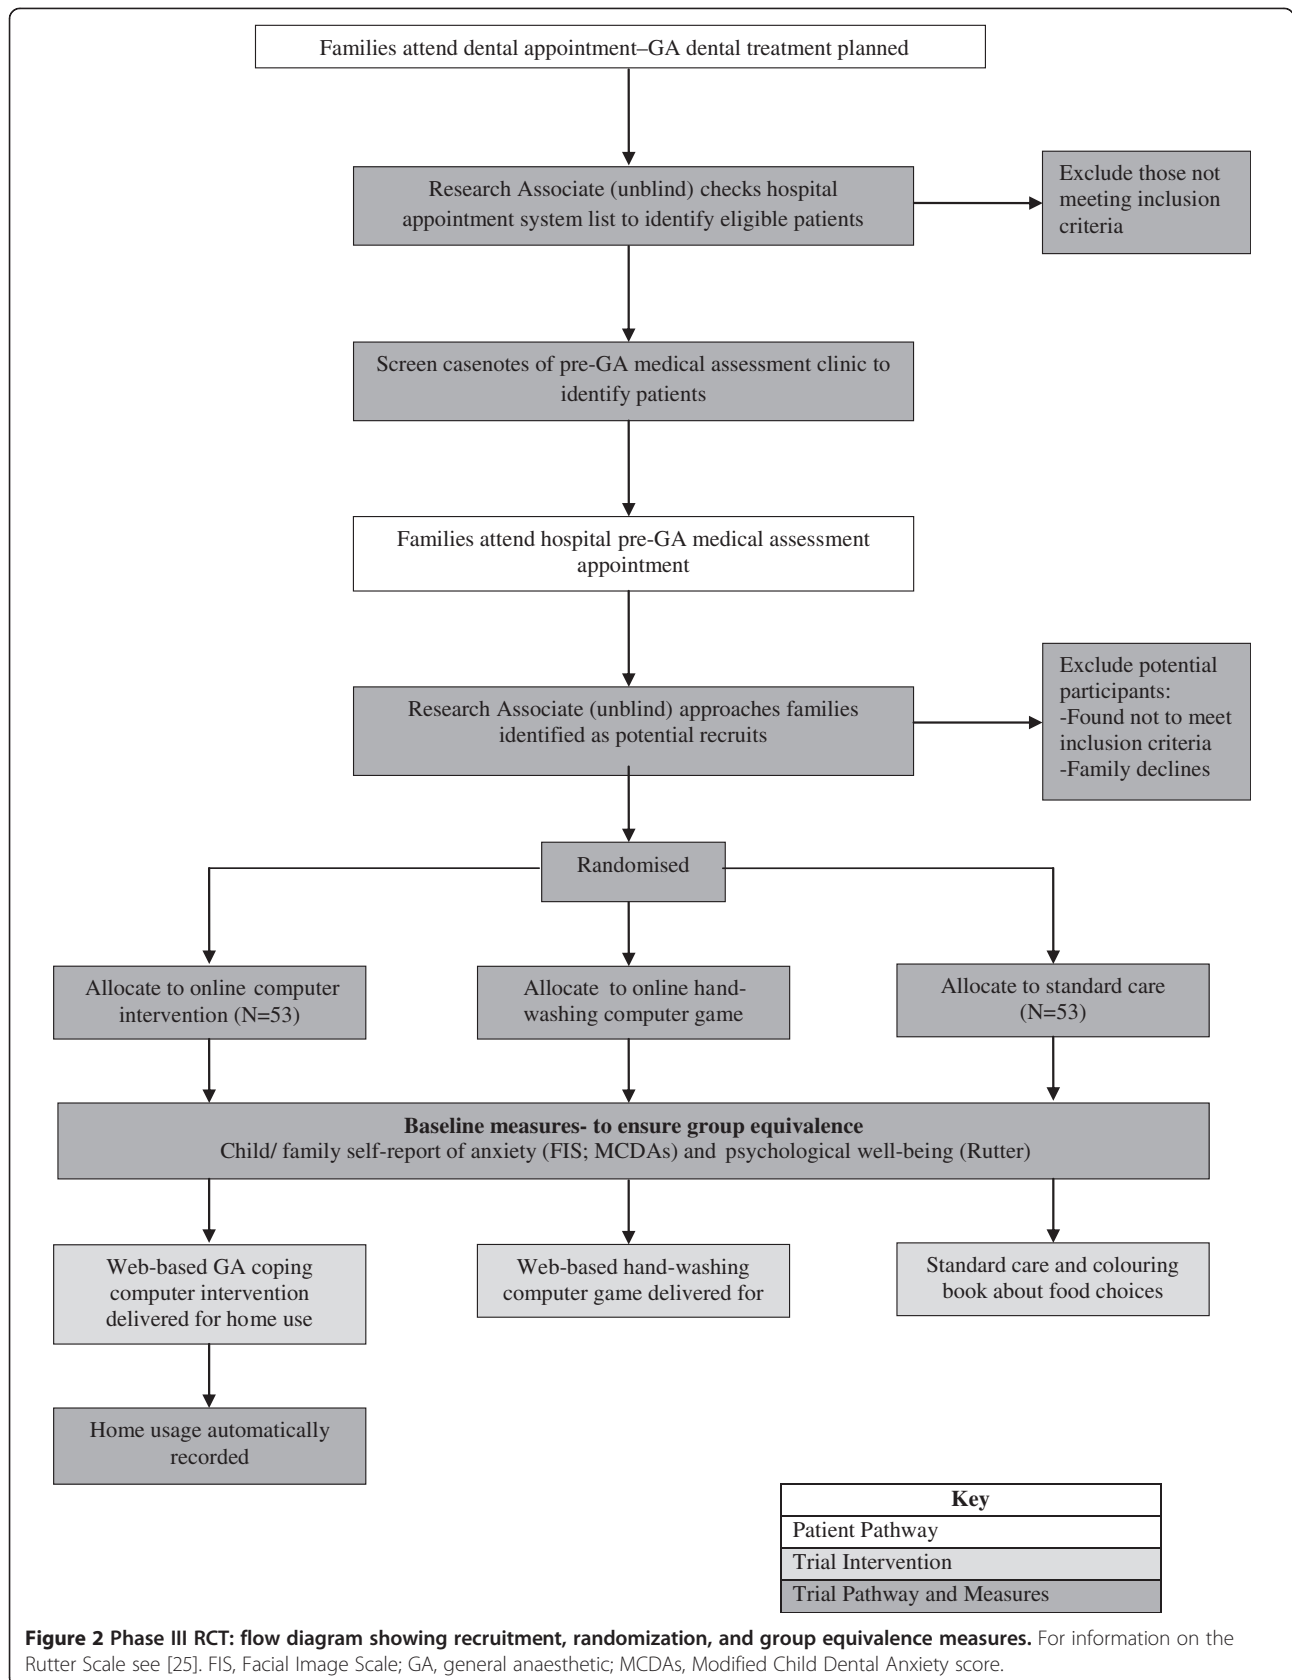 Families attend dental appointment–GA dental treatment planned
Research Associate (unblind) checks hospital
appointment system list to identify eligible patients
Exclude those not
meeting inclusion
criteria
Screen casenotes of pre-GA medical assessment clinic to
identify patients
Families attend hospital pre-GA medical assessment
appointment
Research Associate (unblind) approaches families
identified as potential recruits
Exclude potential
participants:
-Found not to meet
inclusion criteria
-Family declines
Randomised
Allocate to online computer
intervention (N=53)
Allocate to online hand-
washing computer game
Allocate to standard care
(N=53)
Baseline measures- to ensure group equivalence
Child/ family self-report of anxiety (FIS; MCDAs) and psychological well-being (Rutter)
Web-based GA coping
computer intervention
delivered for home use
Web-based hand-washing
computer game delivered for
Standard care and colouring
book about food choices
Home usage automatically
recorded
Key
Patient Pathway
Trial Intervention
Trial Pathway and Measures
Figure 2 Phase III RCT: flow diagram showing recruitment, randomization, and group equivalence measures. For information on the
Rutter Scale see [25]. FIS, Facial Image Scale; GA, general anaesthetic; MCDAs, Modified Child Dental Anxiety score.